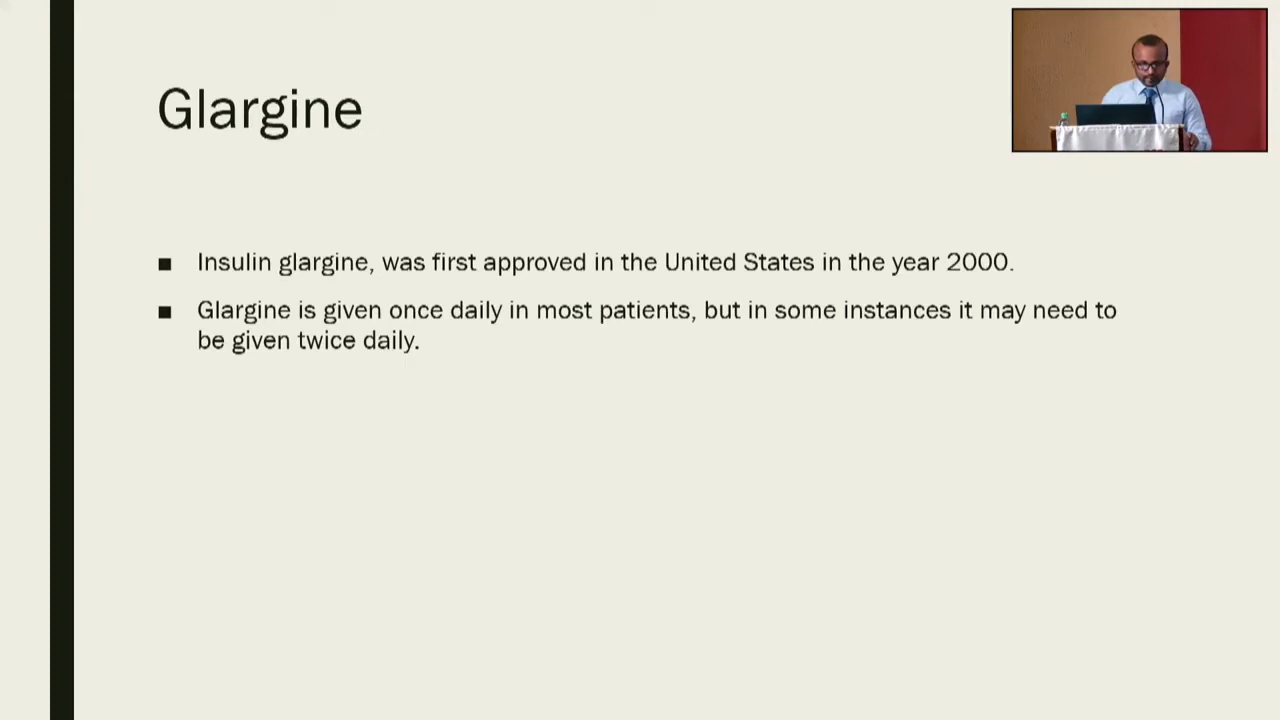 Glargine
■ Insulin glargine, was first approved in the United States in the year 2000.
■ Glargine is given once daily in most patients, but in some instances it may need to
be given twice daily.